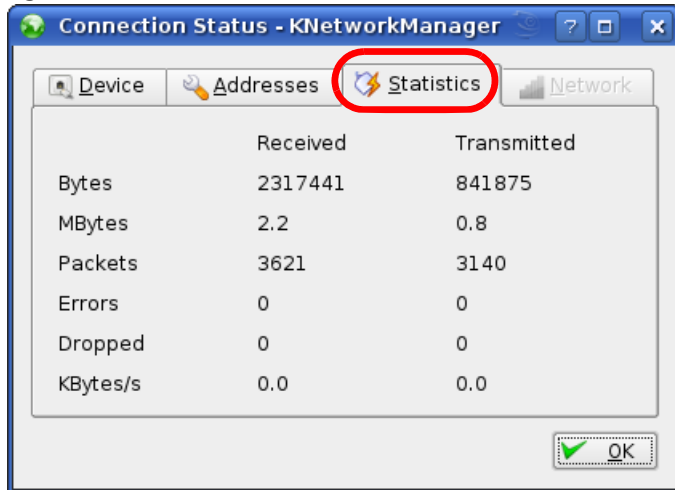 Connection Status - KNetworkManager
Device Addresses Statistics Network
Received Transmitted
Bytes 2317441 841875
MBytes 2.2 0.8
Packets 3621 3140
Errors 0 0
Dropped 0 0
KBytes/s 0.0 0.0
OK